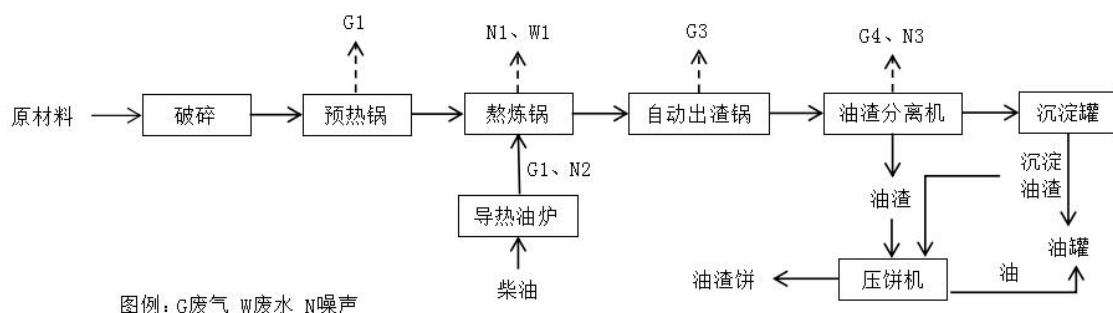 G1
N1、W1
G3
G4、N3
原材料
破碎
预热锅
熬炼锅
自动出渣锅
油渣分离机
沉淀罐
G1、N2
油渣
沉淀
油渣
导热油炉
油罐
柴油
油渣饼
压饼机
油
图例：G废气 W废水 N噪声